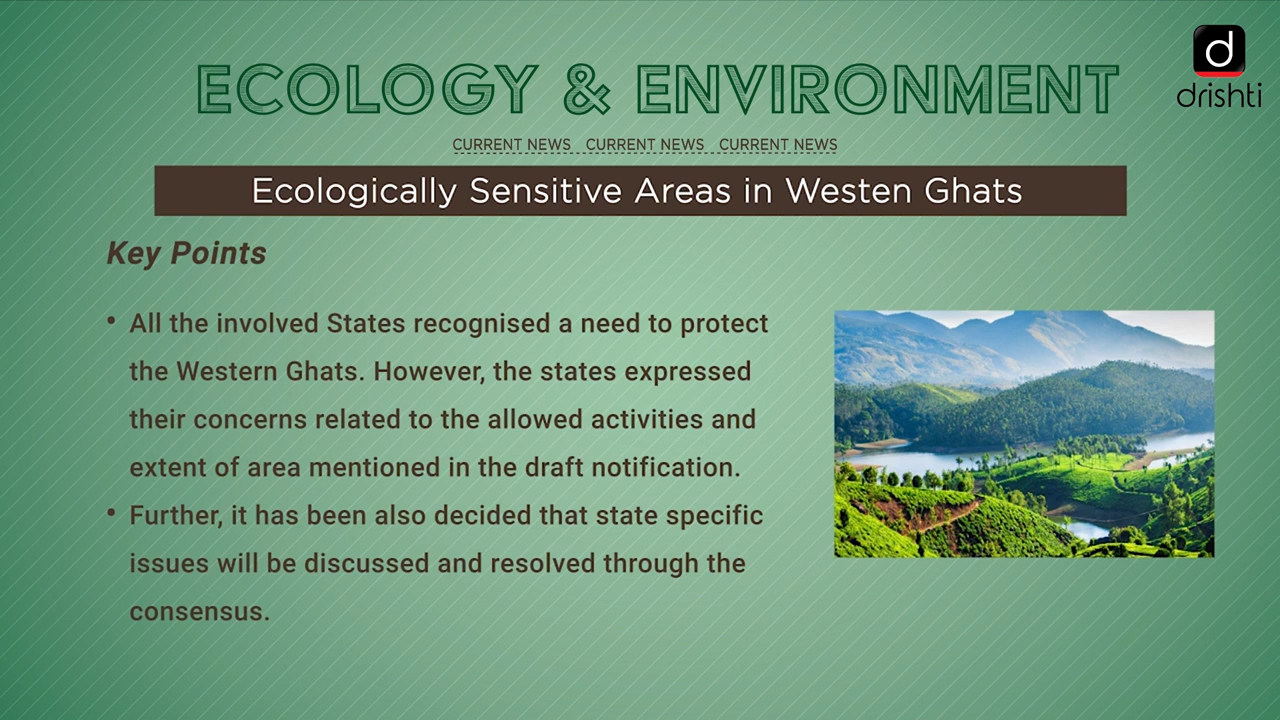 ECOLOGY & ENVIRONMENT
d
drishti
CURRENT NEWS CURRENT NEWS CURRENT NEWS
Ecologically Sensitive Areas in Westen Ghats
Key Points
• All the involved States recognised a need to protect
the Western Ghats. However, the states expressed
their concerns related to the allowed activities and
extent of area mentioned in the draft notification.
• Further, it has been also decided that state specific
issues will be discussed and resolved through the
consensus.